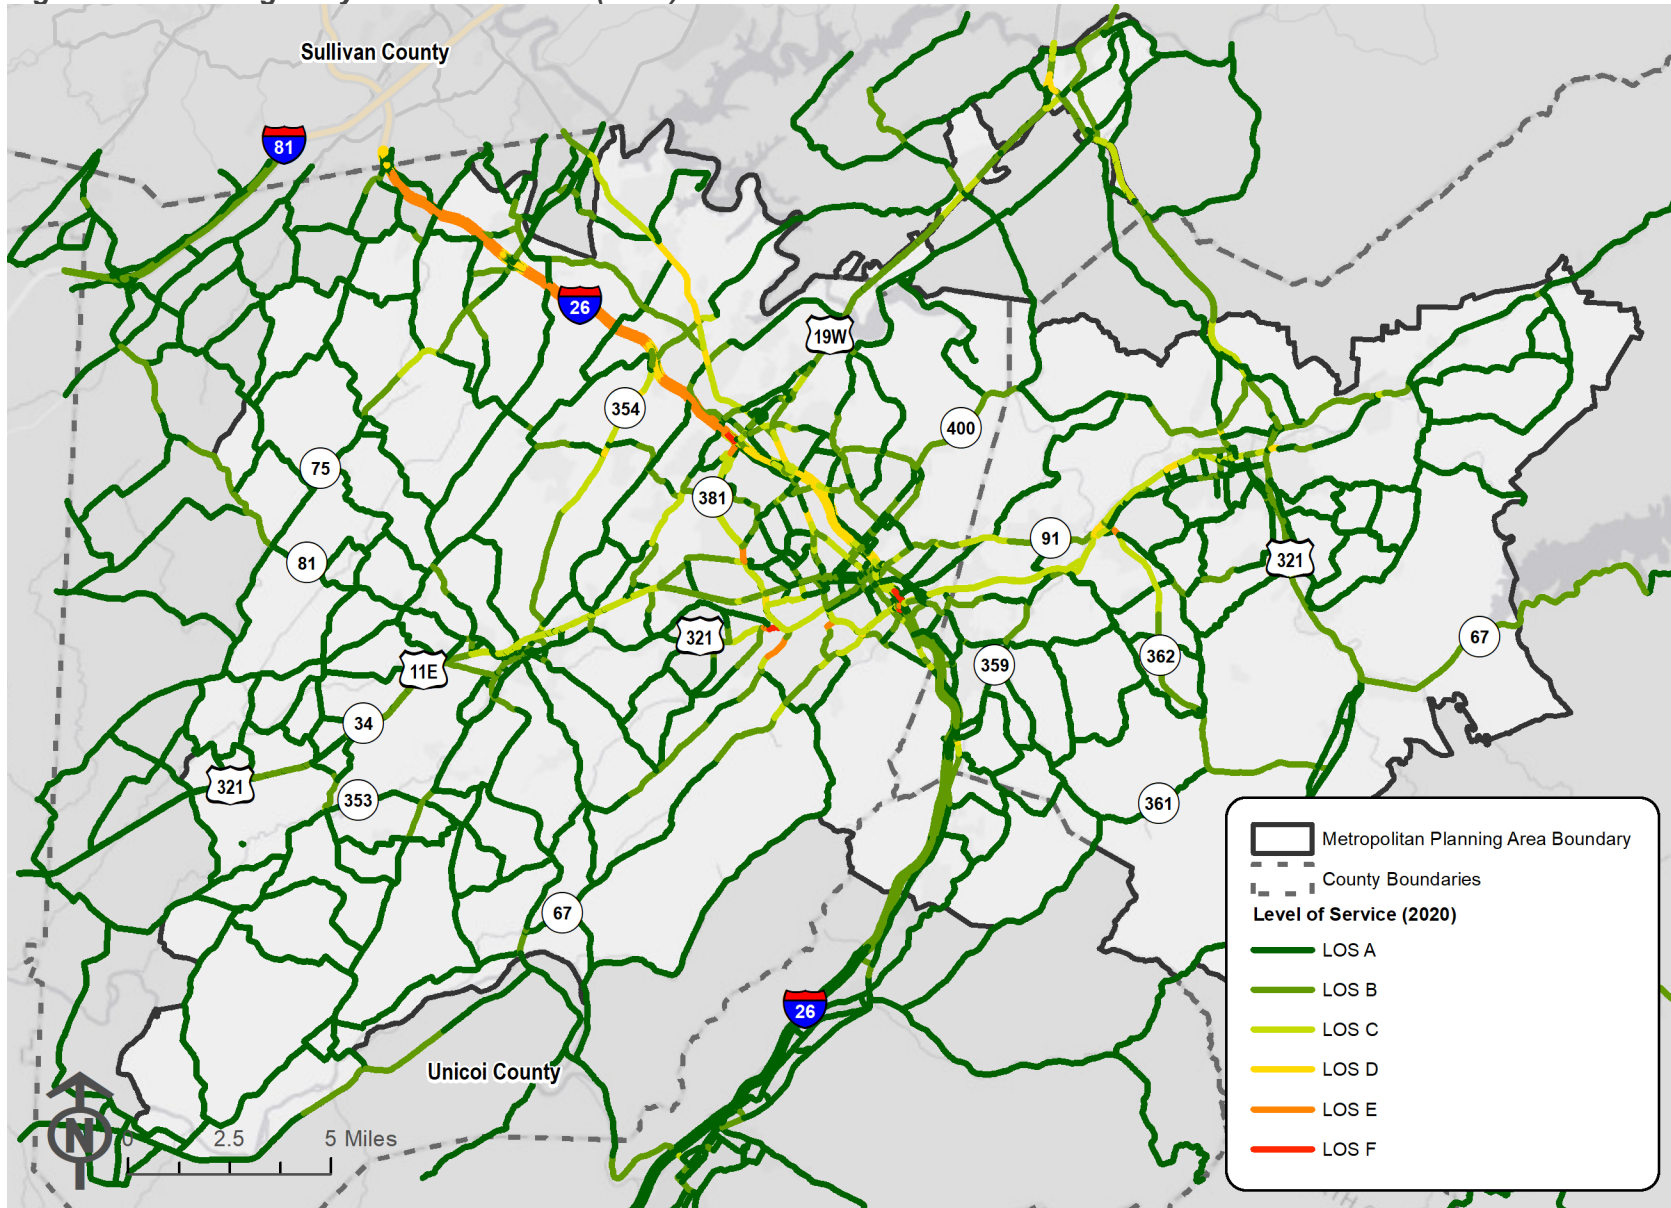 Sullivan County
81
26
19W
354
400
75
381
91
81
321
321
67
11E
359
362
34
321
353
361
67
26
Unicoi County
N
0 2.5 5 Miles
Metropolitan Planning Area Boundary
County Boundaries
Level of Service (2020)
LOS A
LOS B
LOS C
LOS D
LOS E
LOS F